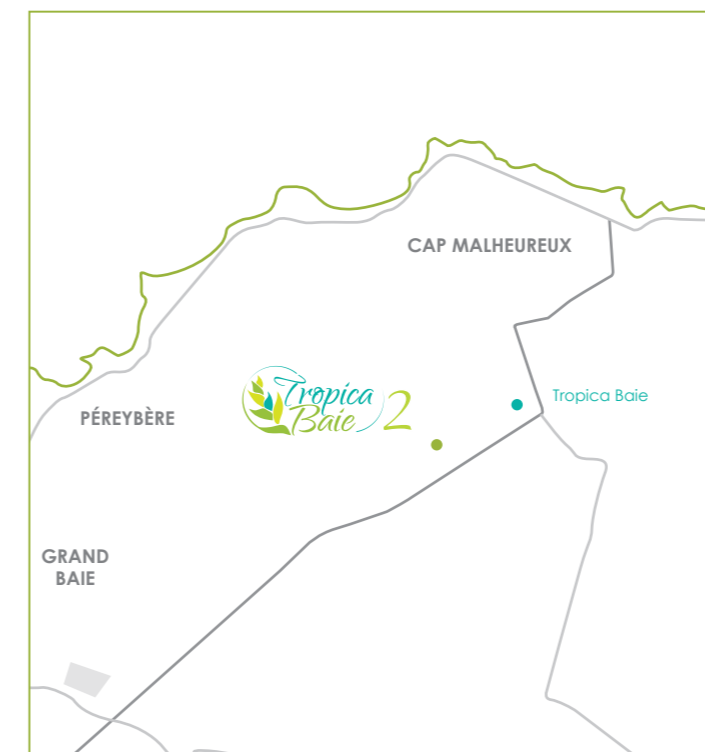 CAP MALHEUREUX
Tropica
Baie 2
Tropica Baie
PÉREYBÈRE
GRAND
BAIE